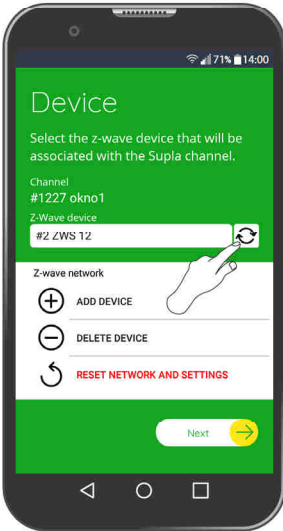 71% 14:00
Device
Select the z-wave device that will be
associated with the Supla channel.
Channel
#1227 okno1
Z-Wave device
#2 ZWS 12
Z-wave network
ADD DEVICE
DELETE DEVICE
RESET NETWORK AND SETTINGS
Next